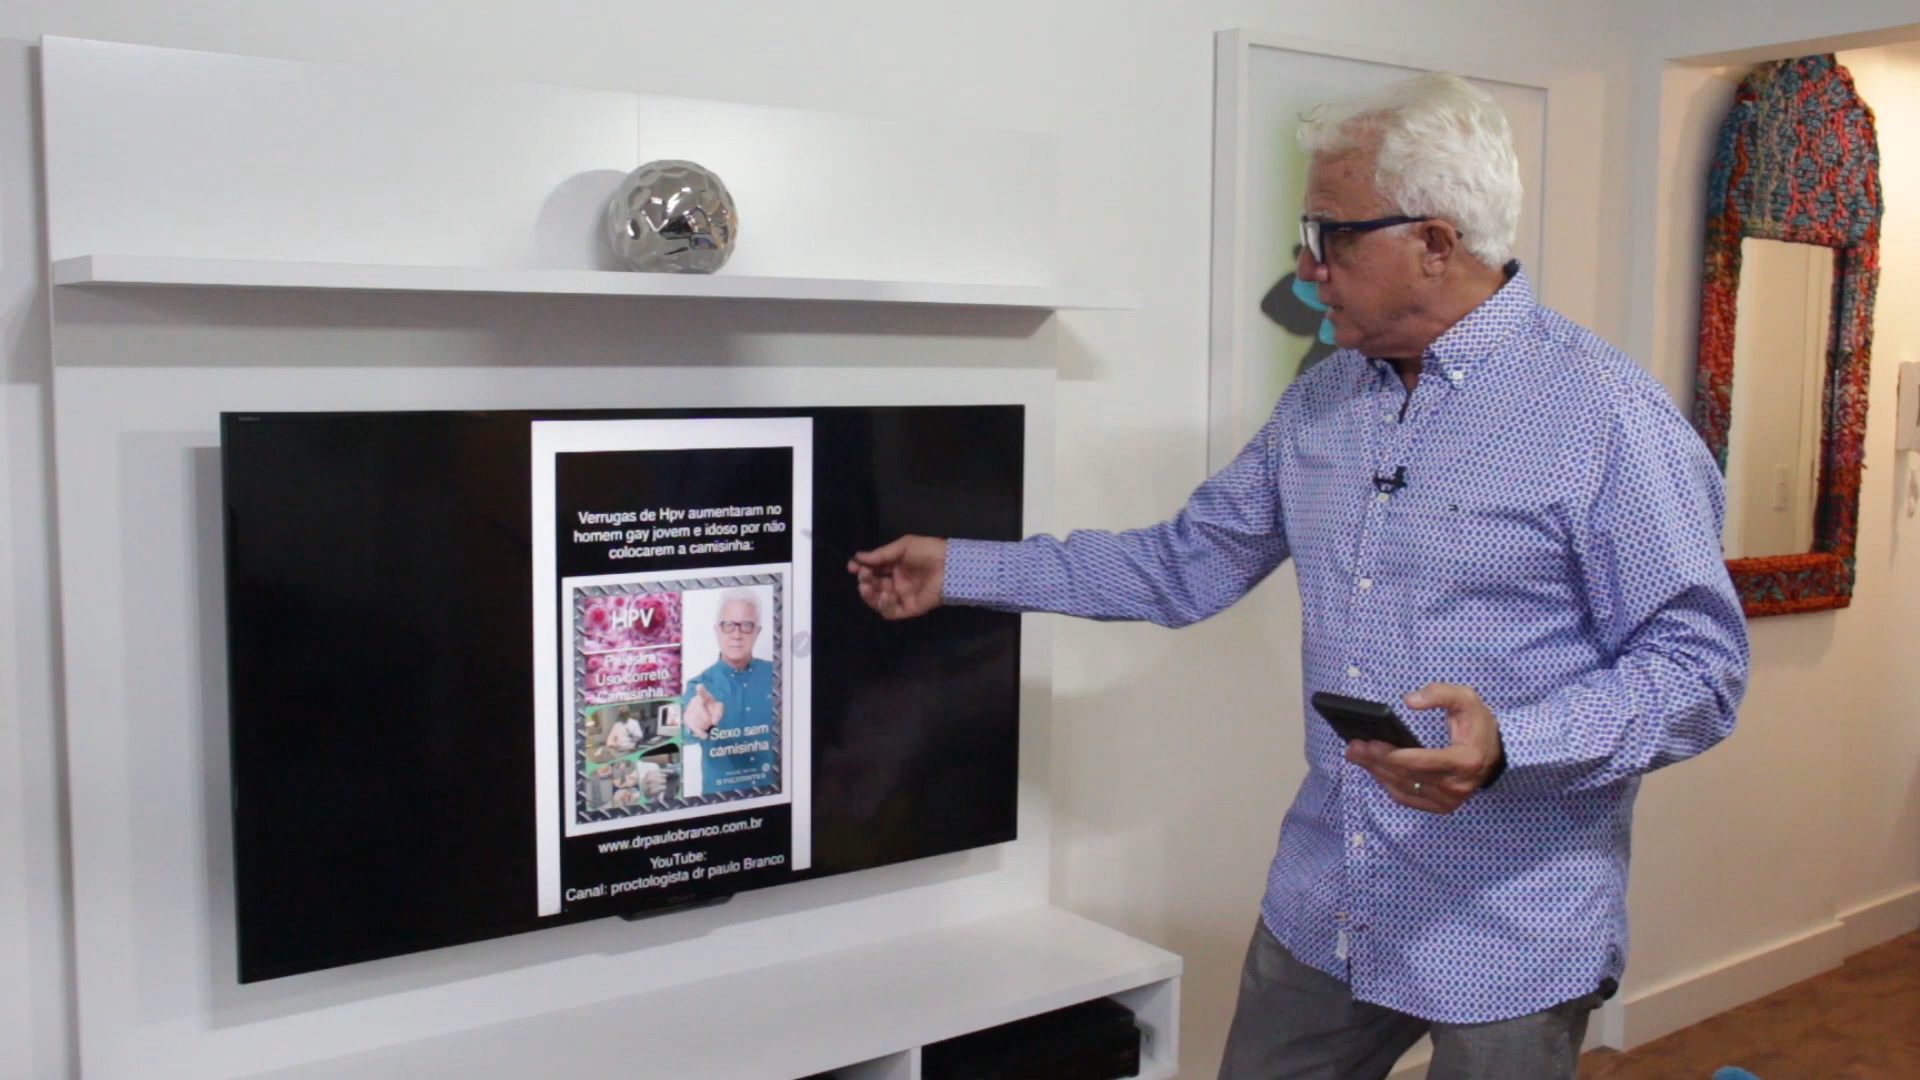 Verrugas de Hpv aumentaram no
homem gay jovem e idoso por não
colocarem a camisinha:
HPV
Palestra
Uso correto
Camisinha.
Sexo sem
camisinha
www.drpaulobranco.com.br
YouTube:
Canal: proctologista dr paulo Branco